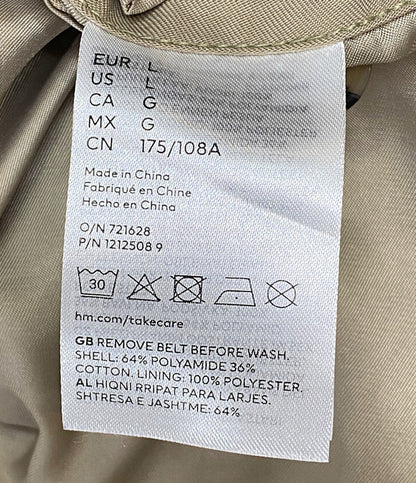 EUR L
US L
CA G
MX G
CN 175/108A
Made in China
Fabriqué en Chine
Hecho en China
O/N 721628
P/N 1212508 9
30
hm.com/takecare
GB REMOVE BELT BEFORE WASH.
SHELL: 64% POLYAMIDE 36%
COTTON. LINING: 100% POLYESTER.
AL HIQNI RRIPAT PARA LARJES.
SHTRESA E JASHTME: 64%